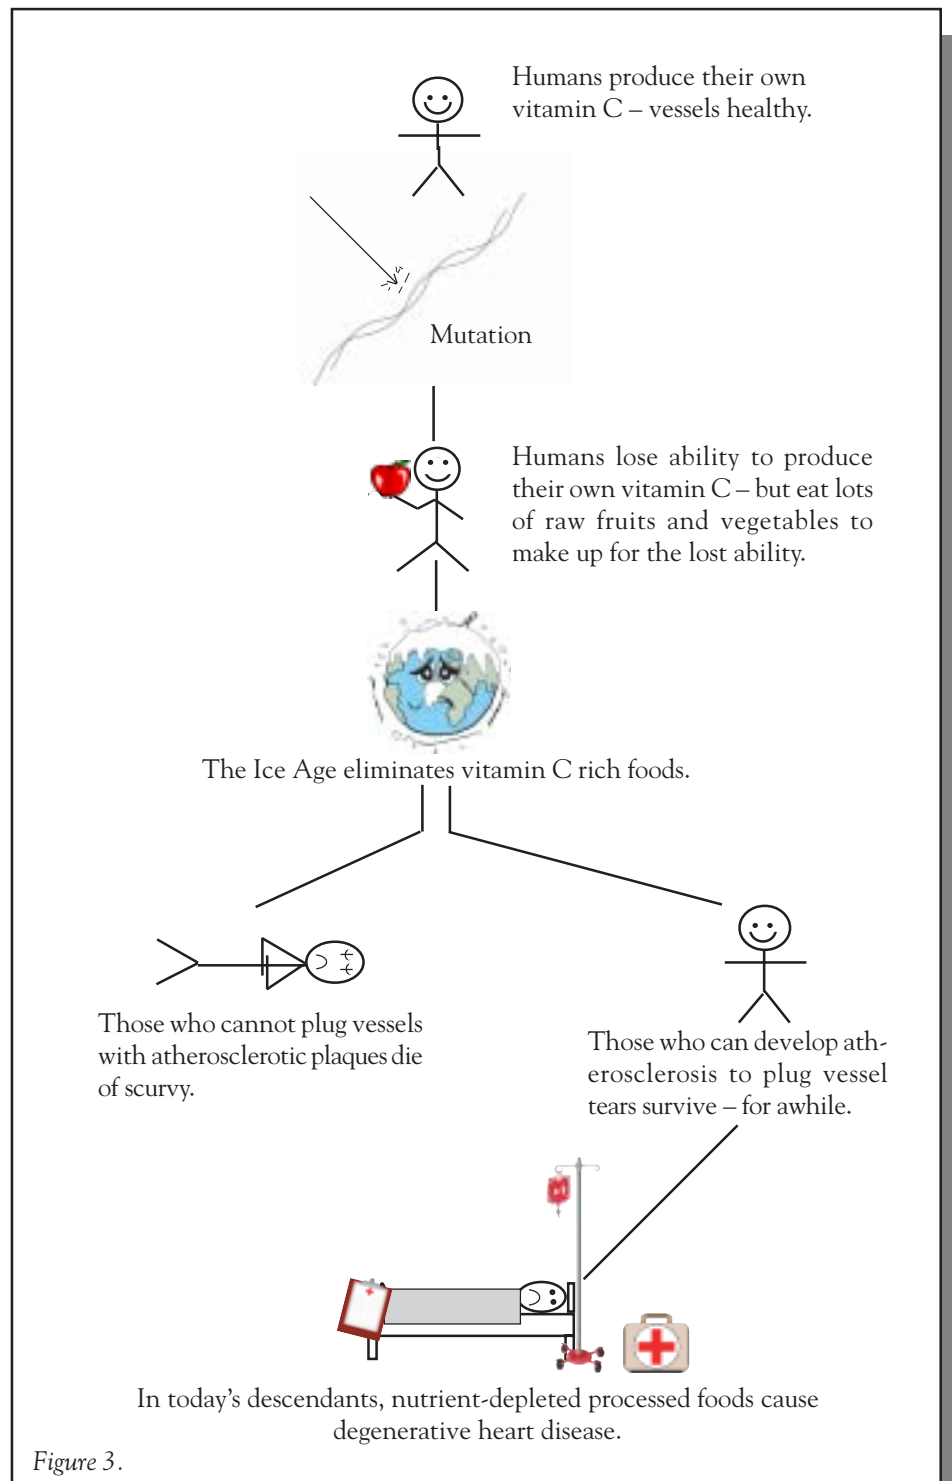 Humans produce their own
vitamin C – vessels healthy.
Mutation
Humans lose ability to produce
their own vitamin C – but eat lots
of raw fruits and vegetables to
make up for the lost ability.
The Ice Age eliminates vitamin C rich foods.
Those who cannot plug vessels
with atherosclerotic plaques die
of scurvy.
Those who can develop ath-
erosclerosis to plug vessel
tears survive – for awhile.
In today's descendants, nutrient-depleted processed foods cause
degenerative heart disease.
Figure 3.